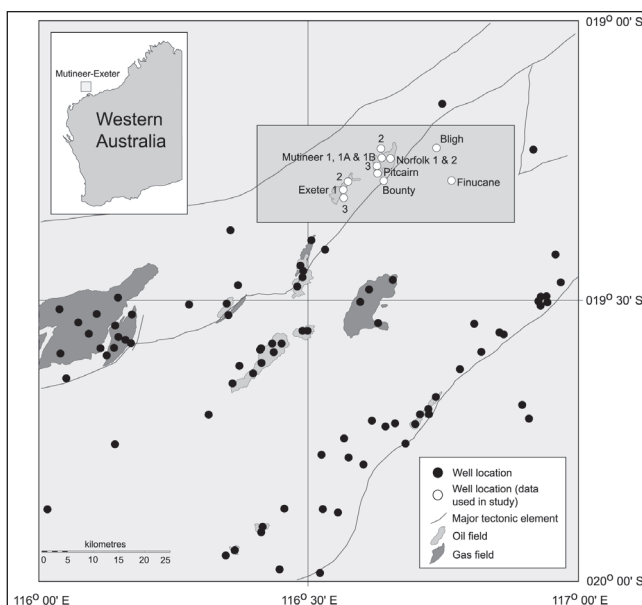 019° 00' S
Mutineer-Exeter
Western
Australia
2
Bligh
Mutineer 1, 1A & 1B
Norfolk 1 & 2
3
Pitcairn
2
Bounty
Finucane
Exeter 1
3
019° 30' S
Well location
Well location (data
used in study)
Major tectonic element
Oil field
Gas field
kilometres
0 5 10 15 20 25
020° 00' S
116° 00' E
116° 30' E
117° 00' E